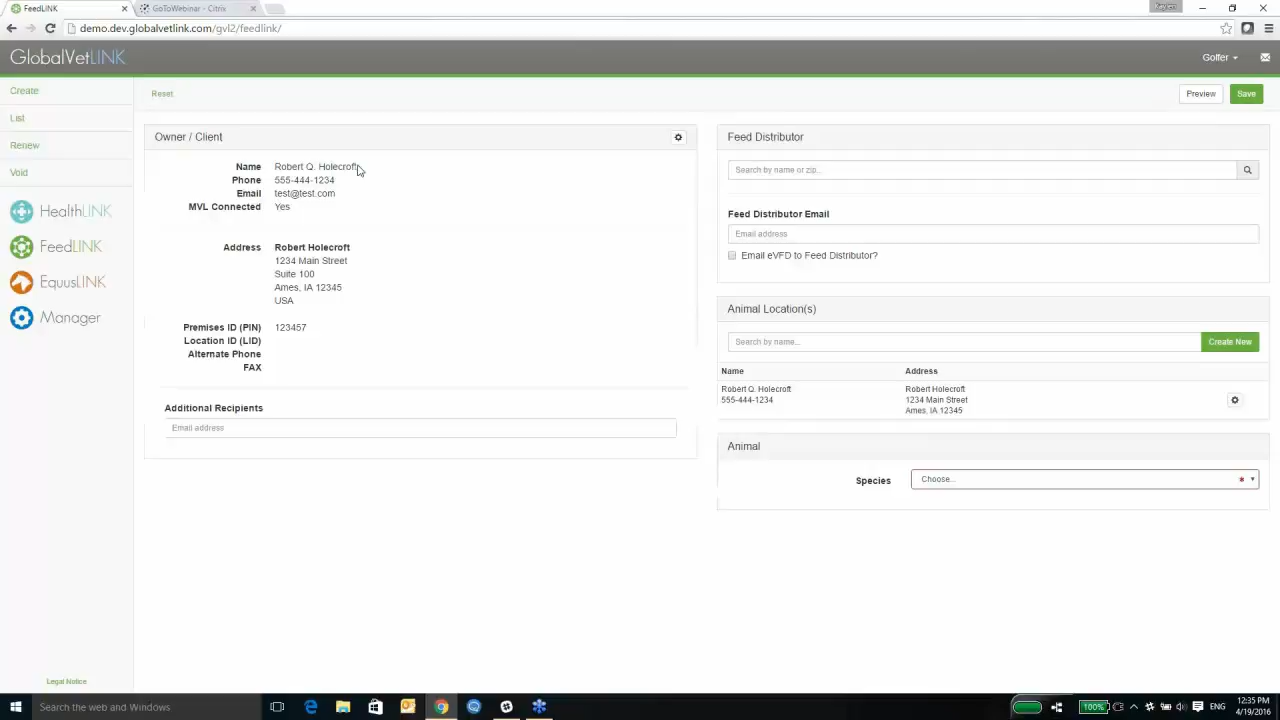 FeedLINK
GoToWebinar - Citrix
demo.dev.globalvetlink.com/gvl2/feedlink/
GlobalVetLINK
Golfer
Create
List
Renew
Void
HealthLINK
FeedLINK
EquusLINK
Manager
Legal Notice
Reset
Preview
Save
Owner / Client
Name Robert Q. Holecroft
Phone 555-444-1234
Email test@test.com
MVL Connected Yes
Address Robert Holecroft
1234 Main Street
Suite 100
Ames, IA 12345
USA
Premises ID (PIN) 123457
Location ID (LID)
Alternate Phone
FAX
Additional Recipients
Email address
Feed Distributor
Search by name or zip...
Feed Distributor Email
Email address
Email eVFD to Feed Distributor?
Animal Location(s)
Search by name...
Create New
Name Address
Robert Q. Holecroft Robert Holecroft
555-444-1234 1234 Main Street
Ames, IA 12345
Animal
Species Choose... *
Search the web and Windows
100%
ENG
12:35 PM
4/19/2016